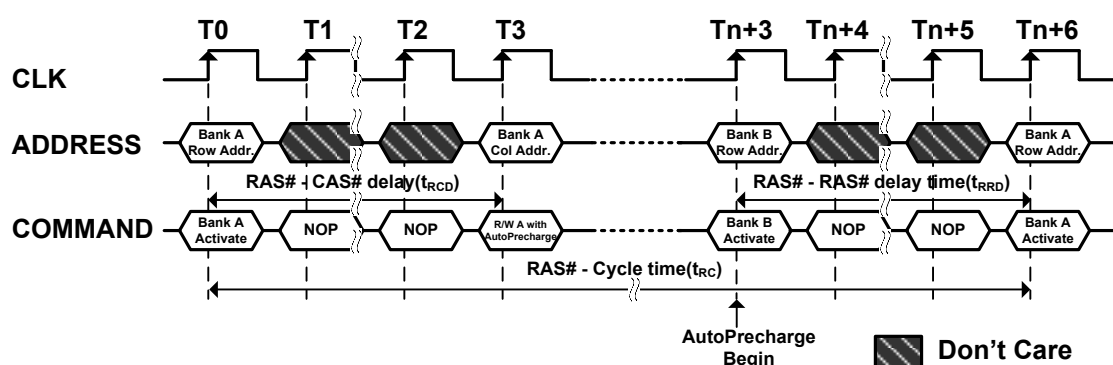 T0 T1 T2 T3 Tn+3 Tn+4 Tn+5 Tn+6
CLK
ADDRESS
Bank A
Row Addr.
Bank A
Col Addr.
Bank B
Row Addr.
Bank A
Row Addr.
RAS# - CAS# delay(tRCD)
RAS# - RAS# delay time(tRRD)
COMMAND
Bank A
Activate
NOP
NOP
R/W A with
AutoPrecharge
Bank B
Activate
NOP
NOP
Bank A
Activate
RAS# - Cycle time(tRC)
AutoPrecharge
Begin
Don't Care